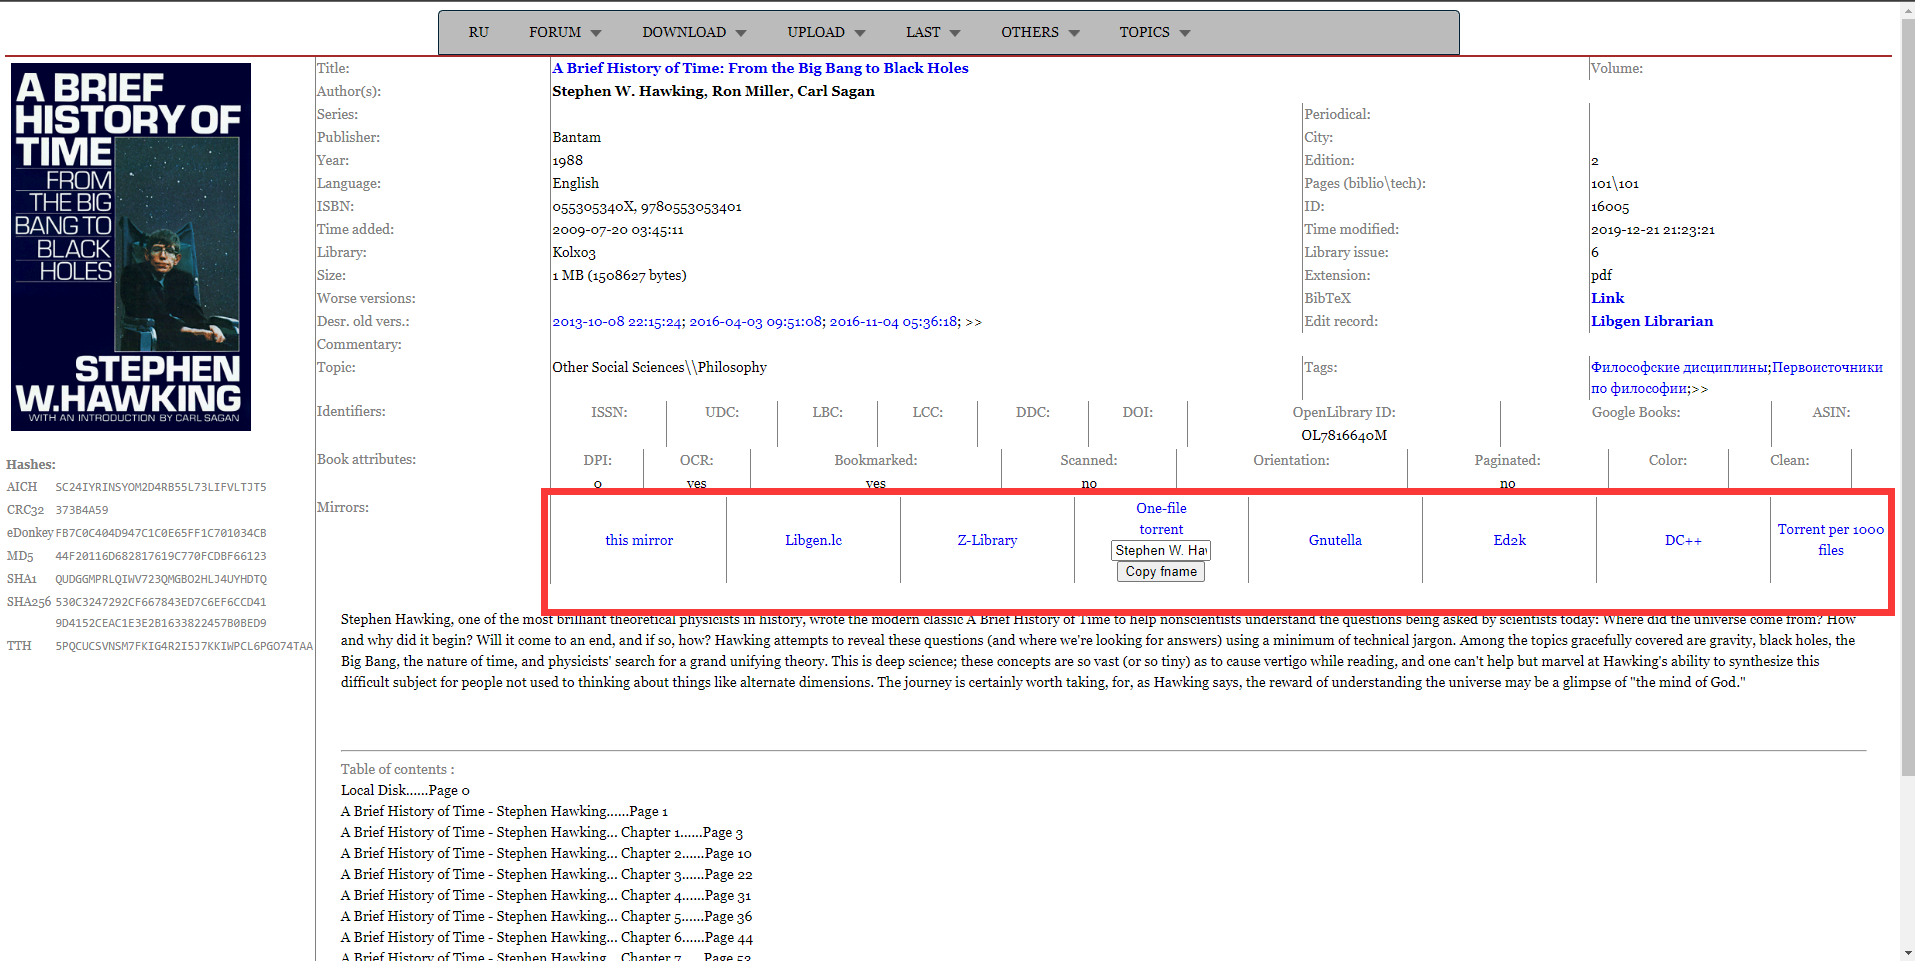 RU FORUM DOWNLOAD UPLOAD LAST OTHERS TOPICS
A BRIEF
HISTORY OF
TIME
FROM
THE BIG
BANG TO
BLACK
HOLES
STEPHEN
W.HAWKING
WITH AN INTRODUCTION BY CARL SAGAN
Hashes:
AICH SC24IYRINSYOM2D4RB55L73LIFVLTJT5
CRC32 373B4A59
eDonkey FB7C0C404D947C1C0E65FF1C701034CB
MD5 44F20116D682817619C770FCDBF66123
SHA1 QUDGGMPRLQIWV723QMGBO2HLJ4UYHDTQ
SHA256 530C3247292CF667843ED7C6EF6CCD41
9D4152CEAC1E3E2B1633822457B0BED9
TTH 5PQCUCSVNSM7FKIG4R2I5J7KKIWPCL6PGO74TAA
Title: A Brief History of Time: From the Big Bang to Black Holes Volume:
Author(s): Stephen W. Hawking, Ron Miller, Carl Sagan
Series: Periodical:
Publisher: Bantam City:
Year: 1988 Edition: 2
Language: English Pages (biblio\tech): 101\101
ISBN: 055305340X, 9780553053401 ID: 16005
Time added: 2009-07-20 03:45:11 Time modified: 2019-12-21 21:23:21
Library: Kolxo3 Library issue: 6
Size: 1 MB (1508627 bytes) Extension: pdf
Worse versions: BibTeX Link
Desr. old vers.: 2013-10-08 22:15:24; 2016-04-03 09:51:08; 2016-11-04 05:36:18; >> Edit record: Libgen Librarian
Commentary:
Topic: Other Social Sciences\\Philosophy Tags: Философские дисциплины;Первоисточники
по философии;>>
Identifiers: ISSN: UDC: LBC: LCC: DDC: DOI: OpenLibrary ID: Google Books: ASIN:
OL7816640M
Book attributes: DPI: OCR: Bookmarked: Scanned: Orientation: Paginated: Color: Clean:
0 yes yes no no
Mirrors: this mirror Libgen.lc Z-Library One-file
torrent
Stephen W. Hav
Copy fname
Gnutella Ed2k DC++ Torrent per 1000
files
Stephen Hawking, one of the most brilliant theoretical physicists in history, wrote the modern classic A Brief History of Time to help nonscientists understand the questions being asked by scientists today: Where did the universe come from? How
and why did it begin? Will it come to an end, and if so, how? Hawking attempts to reveal these questions (and where we're looking for answers) using a minimum of technical jargon. Among the topics gracefully covered are gravity, black holes, the
Big Bang, the nature of time, and physicists' search for a grand unifying theory. This is deep science; these concepts are so vast (or so tiny) as to cause vertigo while reading, and one can't help but marvel at Hawking's ability to synthesize this
difficult subject for people not used to thinking about things like alternate dimensions. The journey is certainly worth taking, for, as Hawking says, the reward of understanding the universe may be a glimpse of "the mind of God."
Table of contents :
Local Disk......Page 0
A Brief History of Time - Stephen Hawking......Page 1
A Brief History of Time - Stephen Hawking... Chapter 1......Page 3
A Brief History of Time - Stephen Hawking... Chapter 2......Page 10
A Brief History of Time - Stephen Hawking... Chapter 3......Page 22
A Brief History of Time - Stephen Hawking... Chapter 4......Page 31
A Brief History of Time - Stephen Hawking... Chapter 5......Page 36
A Brief History of Time - Stephen Hawking... Chapter 6......Page 44
A Brief History of Time - Stephen Hawking... Chapter 7......Page 53